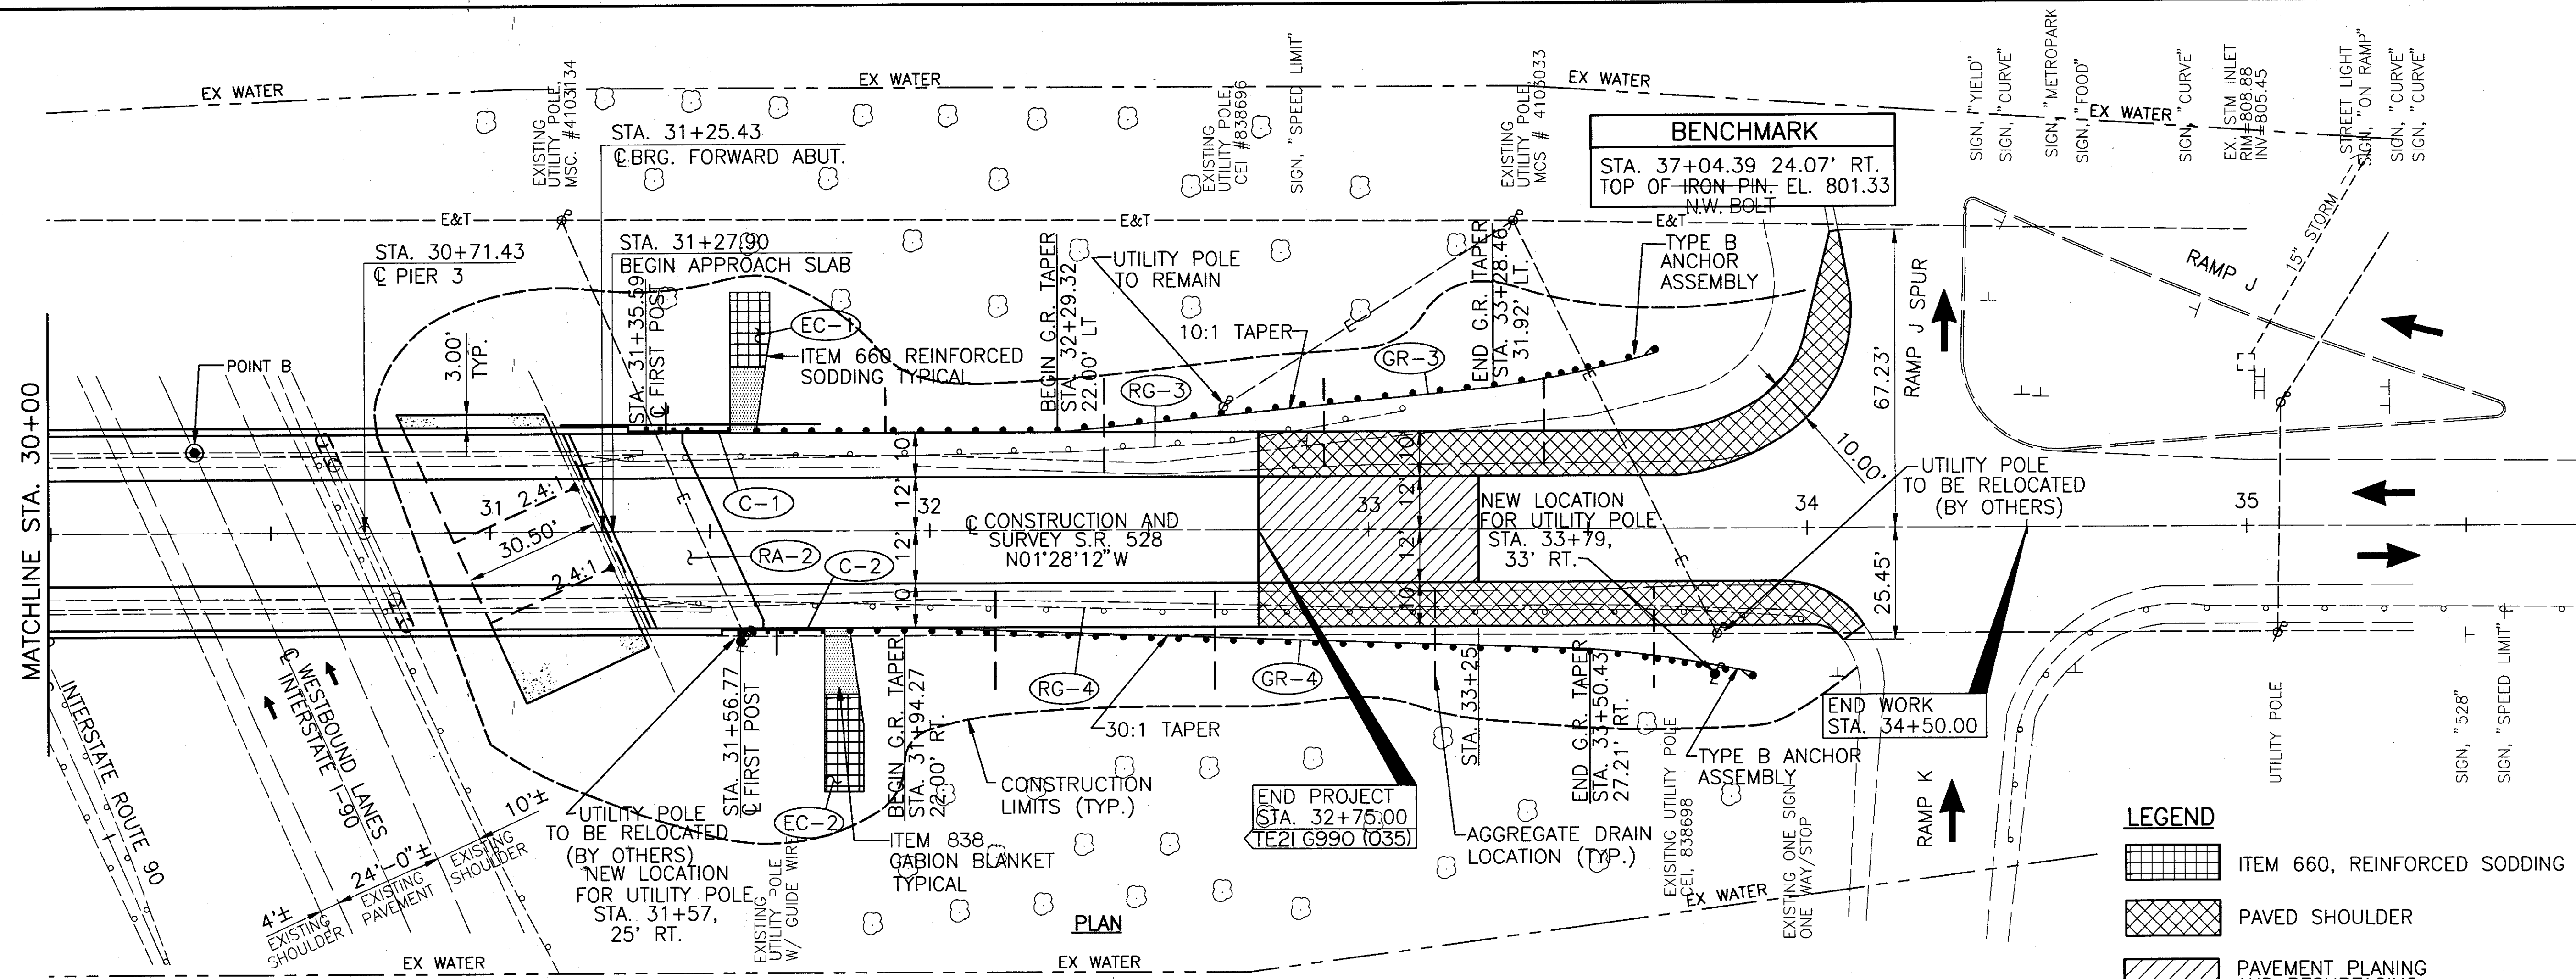 EX WATER
EX WATER
EX WATER
EX WATER
EXISTING
UTILITY POLE,
MSC. #4103134
STA. 31+25.43
℄ BRG. FORWARD ABUT.
EXISTING
UTILITY POLE,
CEI #838696
SIGN, "SPEED LIMIT"
EXISTING
UTILITY POLE,
MCS # 4103033
BENCHMARK
STA. 37+04.39 24.07' RT.
TOP OF IRON PIN. EL. 801.33
N.W. BOLT
SIGN, "YIELD"
SIGN, "CURVE"
SIGN, "METROPARK
SIGN, "FOOD"
SIGN, "CURVE"
EX. STM INLET
RIM=808.88
INV=805.45
STREET LIGHT
SIGN, "ON RAMP"
SIGN, "CURVE"
SIGN, "CURVE"
E&T
E&T
E&T
STA. 30+71.43
℄ PIER 3
STA. 31+27.90
BEGIN APPROACH SLAB
STA. 31+35.59
℄ FIRST POST
EC-1
ITEM 660 REINFORCED
SODDING TYPICAL
BEGIN G.R. TAPER
STA. 32+29.32
22.00' LT
UTILITY POLE
TO REMAIN
10:1 TAPER
RG-3
GR-3
END G.R. TAPER
STA. 33+28.46
31.92' LT.
TYPE B
ANCHOR
ASSEMBLY
67.23'
RAMP J SPUR
RAMP J
15" STORM
10.00'
MATCHLINE STA. 30+00
POINT B
3.00'
TYP.
E
E
E
E
31
2.4:1
30.50'
2.4:1
C-1
RA-2
C-2
10'
12'
12'
10'
32
℄ CONSTRUCTION AND
SURVEY S.R. 528
N01°28'12"W
10'
12'
12'
10'
33
NEW LOCATION
FOR UTILITY POLE
STA. 33+79,
33' RT.
34
UTILITY POLE
TO BE RELOCATED
(BY OTHERS)
35
25.45'
INTERSTATE ROUTE 90
℄ WESTBOUND LANES
INTERSTATE I-90
4'±
EXISTING
SHOULDER
24'-0"±
EXISTING
PAVEMENT
10'±
EXISTING
SHOULDER
UTILITY POLE
TO BE RELOCATED
(BY OTHERS)
NEW LOCATION
FOR UTILITY POLE
STA. 31+57,
25' RT.
STA. 31+56.77
℄ FIRST POST
EC-2
EXISTING
UTILITY POLE
W/ GUIDE WIRE
ITEM 838
GABION BLANKET
TYPICAL
BEGIN G.R. TAPER
STA. 31+94.27
22.00' RT.
RG-4
30:1 TAPER
GR-4
CONSTRUCTION
LIMITS (TYP.)
END PROJECT
STA. 32+75.00
TE21 G990 (035)
STA. 33+25
AGGREGATE DRAIN
LOCATION (TYP.)
END G.R. TAPER
STA. 33+50.43
27.21' RT.
EXISITNG UTILITY POLE
CEI, 838698
TYPE B ANCHOR
ASSEMBLY
EXISTING ONE SIGN
ONE WAY/STOP
END WORK
STA. 34+50.00
RAMP K
UTILITY POLE
SIGN, "528"
SIGN, "SPEED LIMIT"
PLAN
EX WATER
EX WATER
EX WATER
LEGEND
ITEM 660, REINFORCED SODDING
PAVED SHOULDER
PAVEMENT PLANING